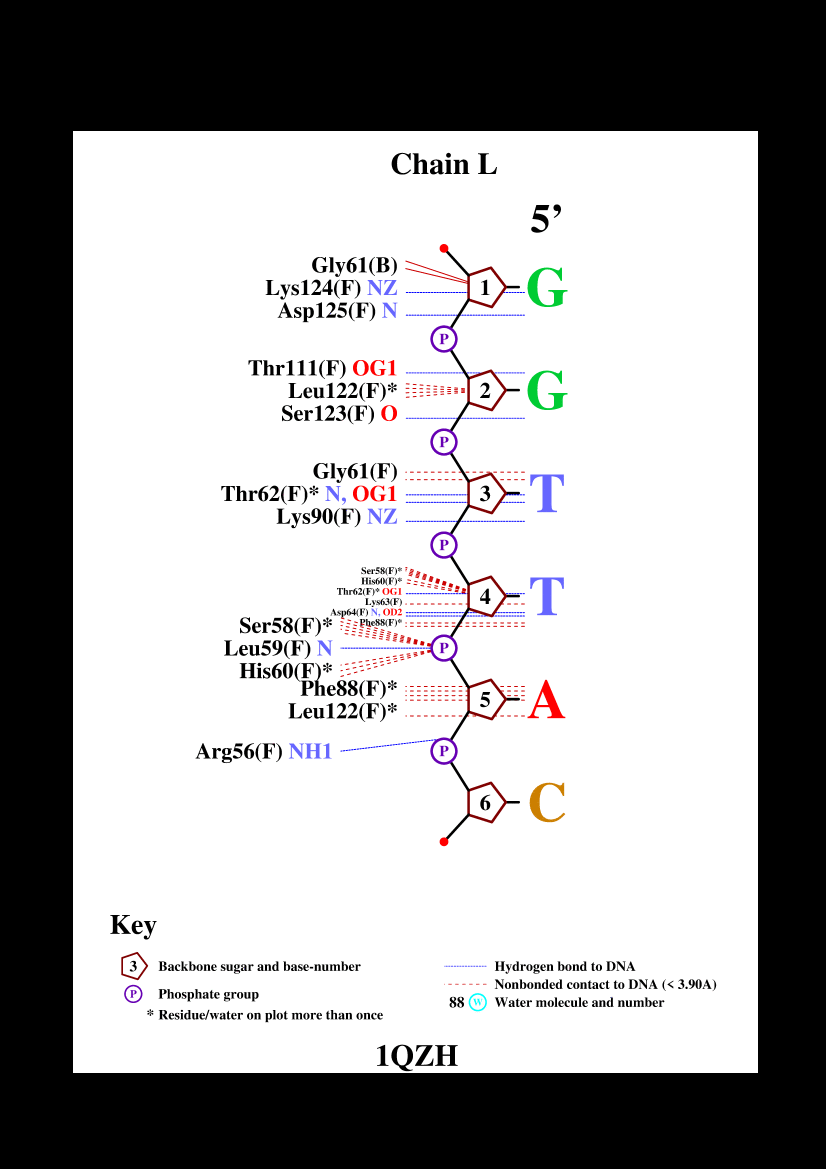 Chain L
5’
Gly61(B)
Lys124(F) NZ
1 G
Asp125(F) N
P
Thr111(F) OG1
Leu122(F)*
2 G
Ser123(F) O
P
Gly61(F)
Thr62(F)* N, OG1
3 T
Lys90(F) NZ
P
Ser58(F)*
His60(F)*
Thr62(F)* OG1
4 T
Lys63(F)
Asp64(F) N, OD2
Phe88(F)*
Ser58(F)*
Leu59(F) N
P
His60(F)*
Phe88(F)*
5 A
Leu122(F)*
Arg56(F) NH1
P
6 C
Key
3 Backbone sugar and base-number
P Phosphate group
* Residue/water on plot more than once
Hydrogen bond to DNA
Nonbonded contact to DNA (< 3.90A)
88 W Water molecule and number
1QZH